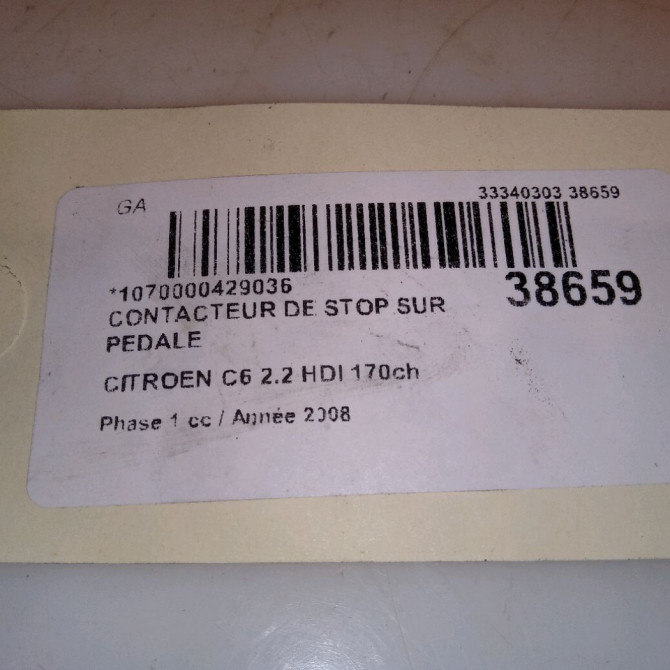 GA
33340303 38659
*1070000429036
38659
CONTACTEUR DE STOP SUR
PEDALE
CITROEN C6 2.2 HDI 170ch
Phase 1 cc / Année 2008